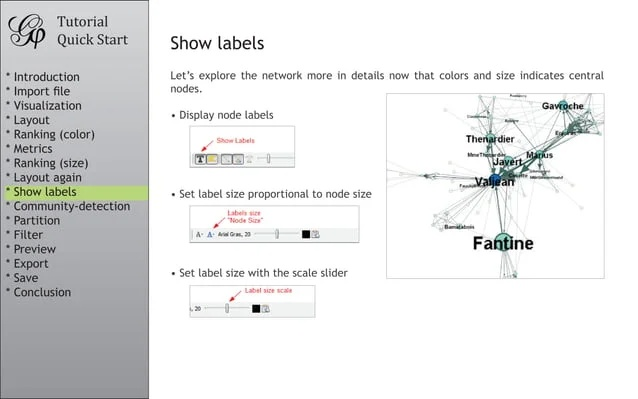 Tutorial
Quick Start
* Introduction
* Import file
* Visualization
* Layout
* Ranking (color)
* Metrics
* Ranking (size)
* Layout again
* Show labels
* Community-detection
* Partition
* Filter
* Preview
* Export
* Save
* Conclusion
Show labels
Let’s explore the network more in details now that colors and size indicates central
nodes.
• Display node labels
Show Labels
• Set label size proportional to node size
Labels size
"Node Size"
A- A- Arial Gras, 20
• Set label size with the scale slider
Label size scale
, 20
Gavroche
Thenardier
MmeThenardier
Marius
Javert
Cosette
Valjean
Bamatabois
Fantine